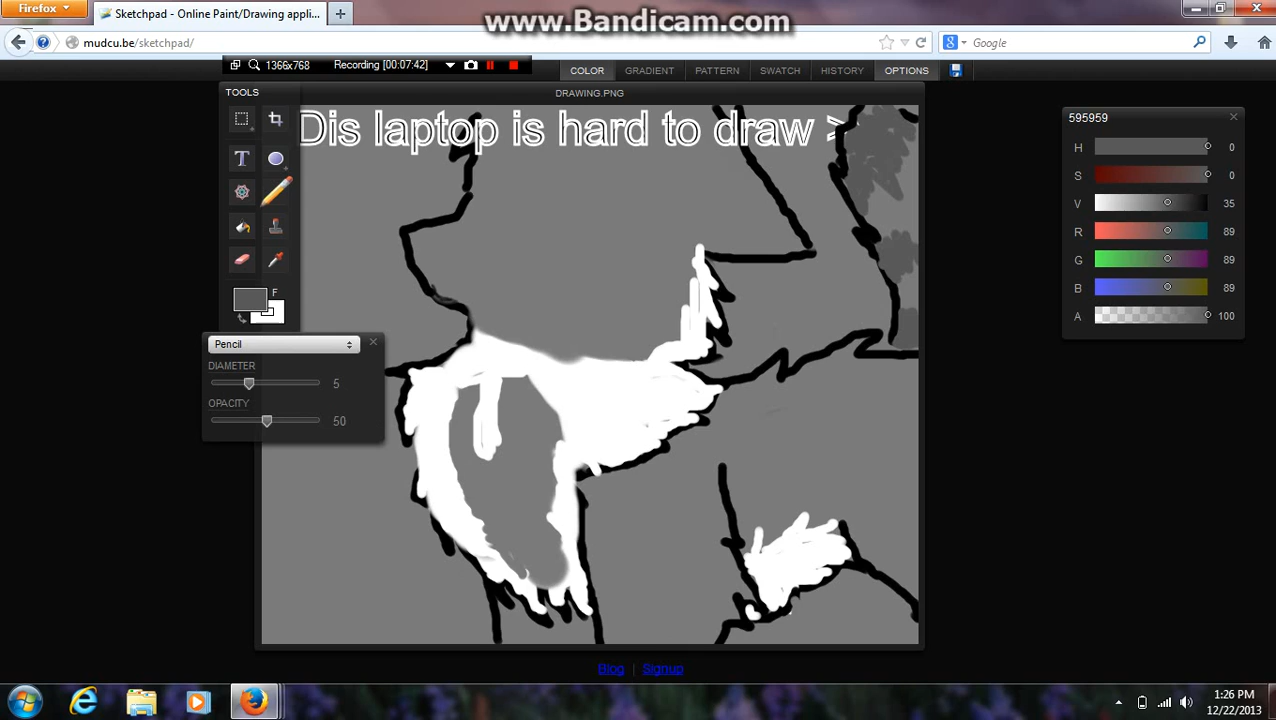 Firefox
Sketchpad - Online Paint/Drawing appli...
www.Bandicam.com
mudcu.be/sketchpad/
Google
1366x768
Recording [00:07:42]
COLOR
GRADIENT
PATTERN
SWATCH
HISTORY
OPTIONS
TOOLS
DRAWING.PNG
Dis laptop is hard to draw >
T
F
Pencil
DIAMETER
5
OPACITY
50
595959
H 0
S 0
V 35
R 89
G 89
B 89
A 100
Blog | Signup
1:26 PM
12/22/2013